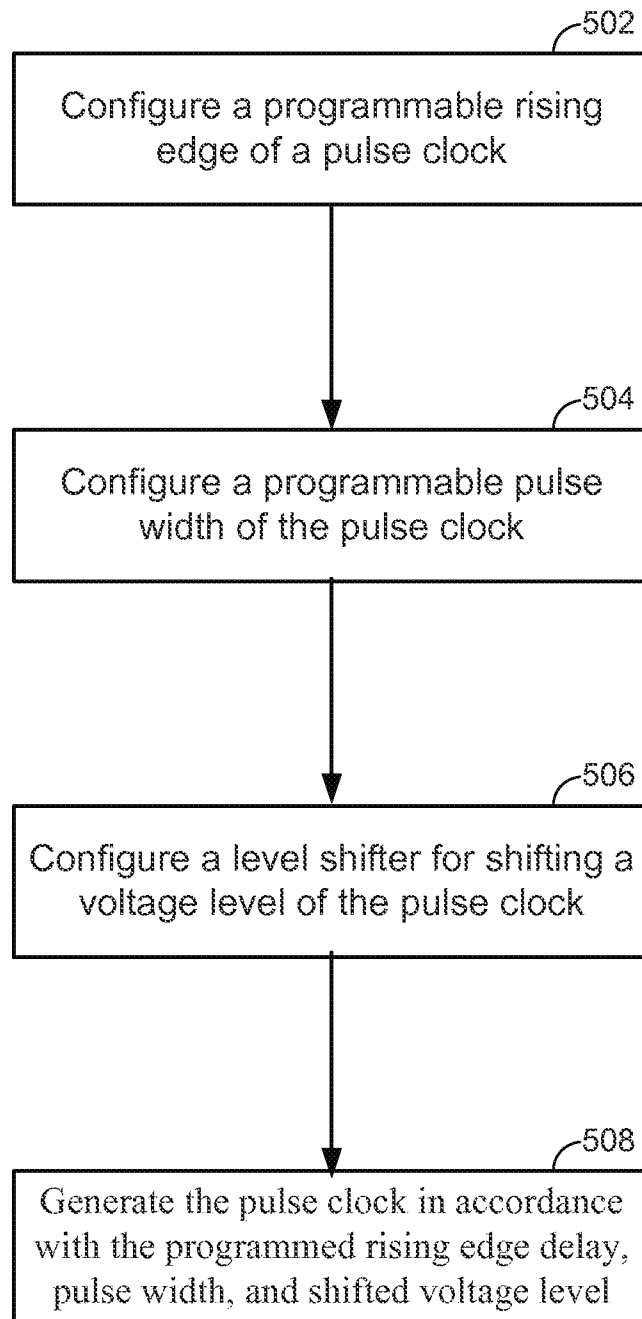 502
Configure a programmable rising
edge of a pulse clock
504
Configure a programmable pulse
width of the pulse clock
506
Configure a level shifter for shifting a
voltage level of the pulse clock
508
Generate the pulse clock in accordance
with the programmed rising edge delay,
pulse width, and shifted voltage level